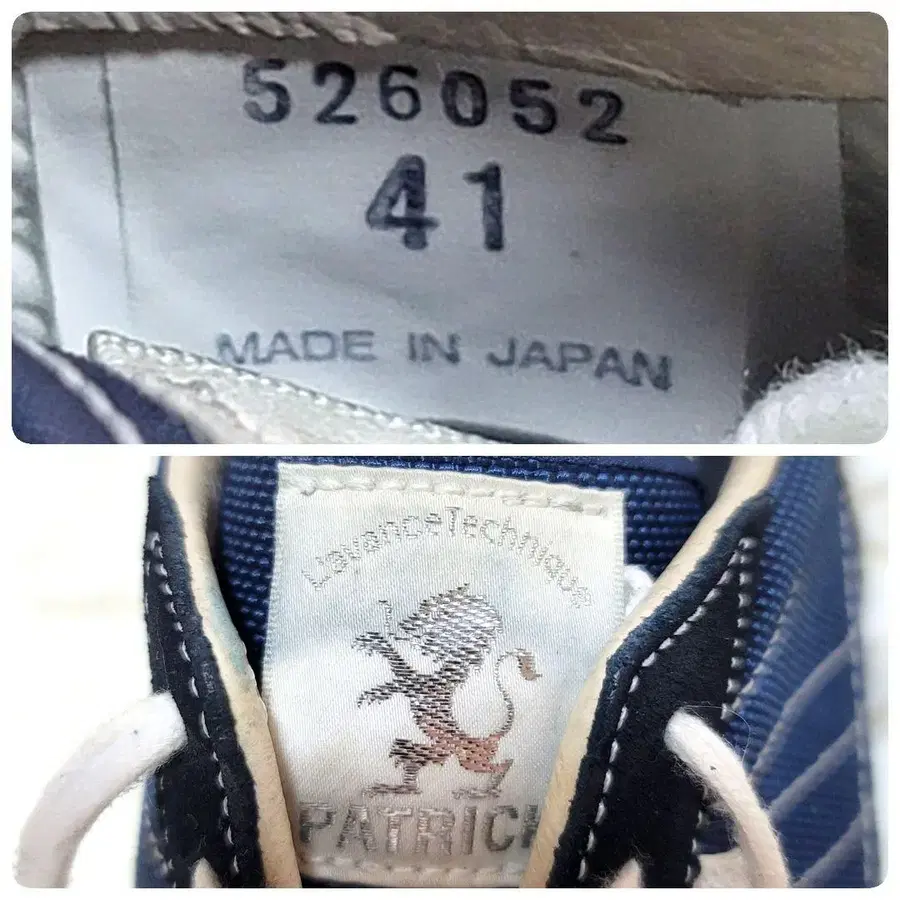 526052
41
MADE IN JAPAN
L'avanceTechnique
PATRICK